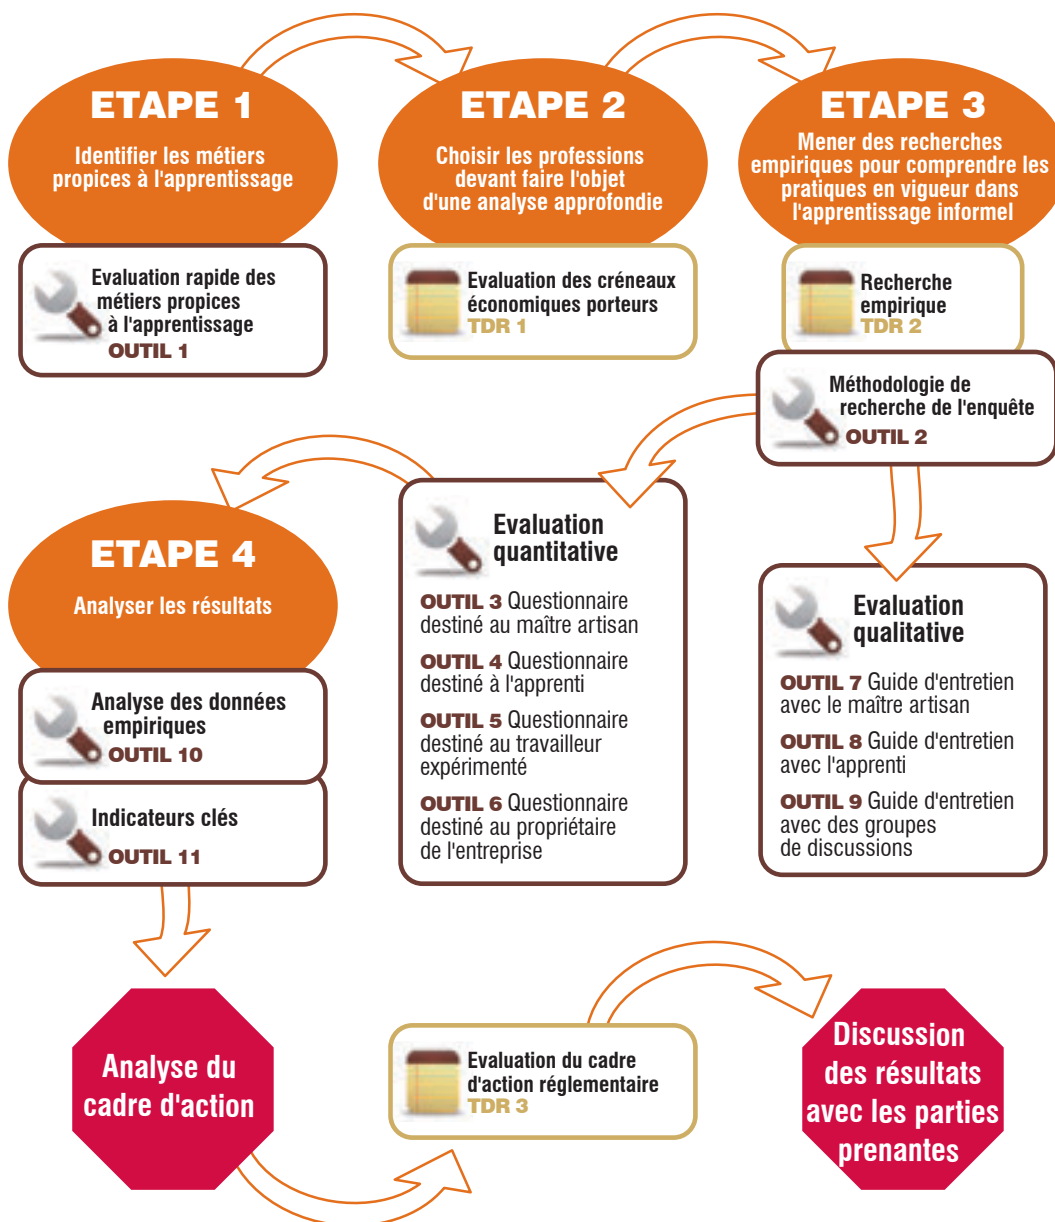 ETAPE 1
Identifier les métiers
propices à l'apprentissage
Evaluation rapide des
métiers propices
à l'apprentissage
OUTIL 1
ETAPE 2
Choisir les professions
devant faire l'objet
d'une analyse approfondie
Evaluation des créneaux
économiques porteurs
TDR 1
ETAPE 3
Mener des recherches
empiriques pour comprendre les
pratiques en vigueur dans
l'apprentissage informel
Recherche
empirique
TDR 2
Méthodologie de
recherche de l'enquête
OUTIL 2
Evaluation
quantitative
OUTIL 3 Questionnaire
destiné au maître artisan
OUTIL 4 Questionnaire
destiné à l'apprenti
OUTIL 5 Questionnaire
destiné au travailleur
expérimenté
OUTIL 6 Questionnaire
destiné au propriétaire
de l'entreprise
Evaluation
qualitative
OUTIL 7 Guide d'entretien
avec le maître artisan
OUTIL 8 Guide d'entretien
avec l'apprenti
OUTIL 9 Guide d'entretien
avec des groupes
de discussions
ETAPE 4
Analyser les résultats
Analyse des données
empiriques
OUTIL 10
Indicateurs clés
OUTIL 11
Analyse du
cadre d'action
Evaluation du cadre
d'action réglementaire
TDR 3
Discussion
des résultats
avec les parties
prenantes